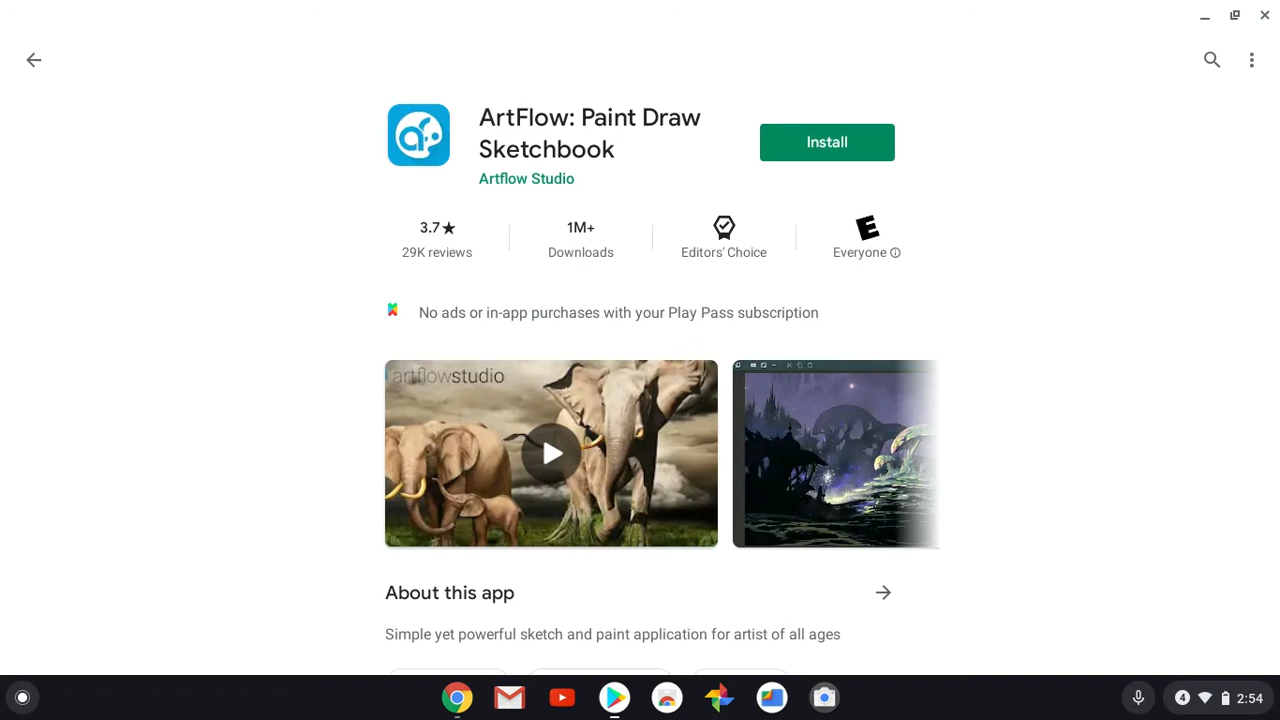 ArtFlow: Paint Draw
Sketchbook
Install
Artflow Studio
3.7★
1M+
29K reviews
Downloads
Editors' Choice
Everyone
No ads or in-app purchases with your Play Pass subscription
artflowstudio
About this app
Simple yet powerful sketch and paint application for artist of all ages
4
2:54